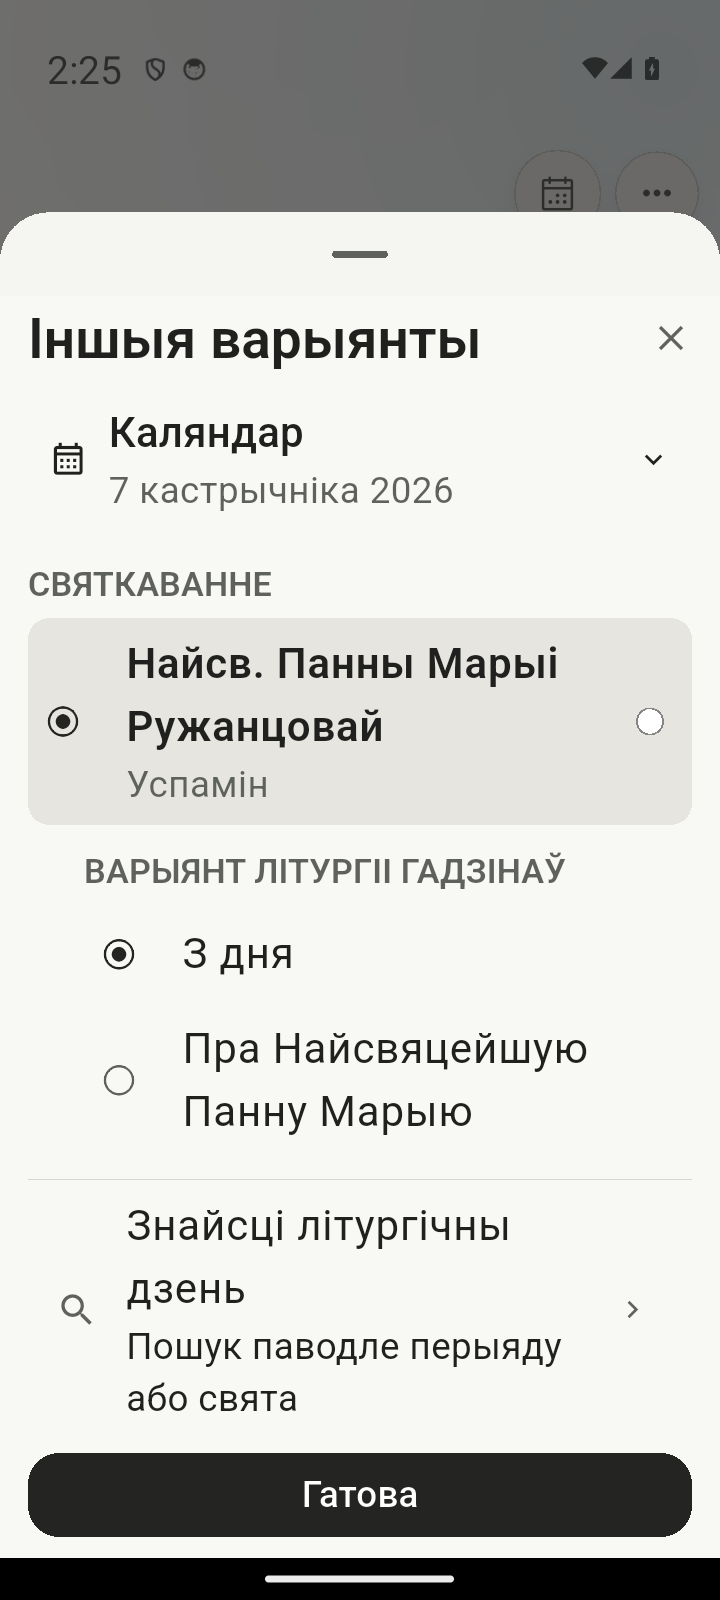 2:25
Іншыя варыянты
Каляндар
7 кастрычніка 2026
СВЯТКАВАННЕ
Найсв. Панны Марыі
Ружанцовай
Успамін
ВАРЫЯНТ ЛІТУРГІІ ГАДЗІНАЎ
З дня
Пра Найсвяцейшую
Панну Марыю
Знайсці літургічны
дзень
Пошук паводле перыяду
або свята
Гатова